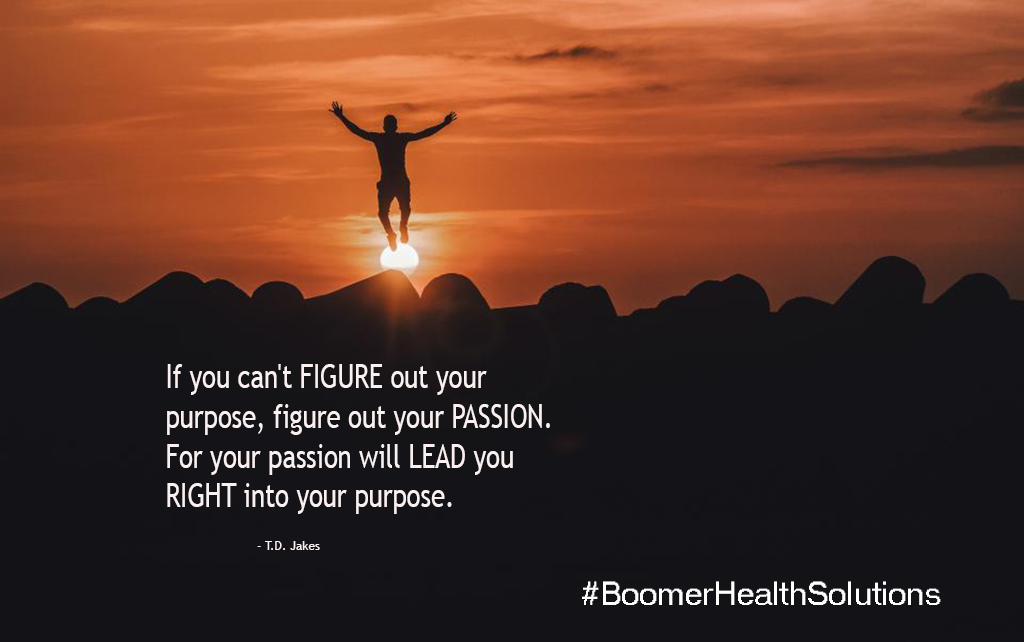 If you can't FIGURE out your
purpose, figure out your PASSION.
For your passion will LEAD you
RIGHT into your purpose.
- T.D. Jakes
#BoomerHealthSolutions